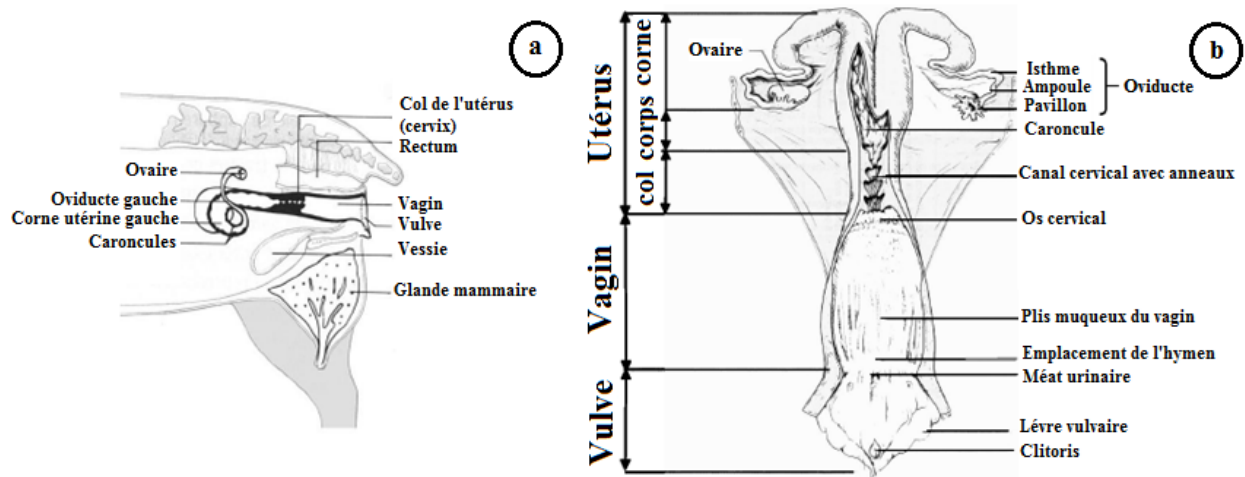 a
Col de l'utérus
(cervix)
Rectum
Ovaire
Oviducte gauche
Corne utérine gauche
Caroncules
Vagin
Vulve
Vessie
Glande mammaire
b
Utérus
corne
corps
col
Vagin
Vulve
Ovaire
Isthme
Ampoule
Pavillon
Oviducte
Caroncule
Canal cervical avec anneaux
Os cervical
Plis muqueux du vagin
Emplacement de l'hymen
Méat urinaire
Lévre vulvaire
Clitoris